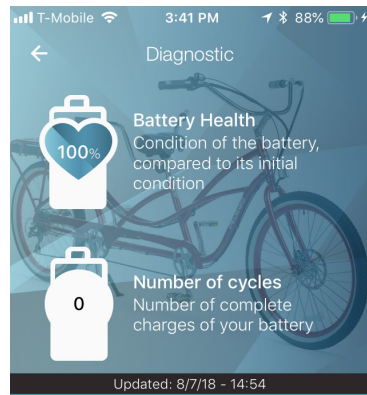 T-Mobile 3:41 PM 88%
Diagnostic
100%
Battery Health
Condition of the battery,
compared to its initial
condition
0
Number of cycles
Number of complete
charges of your battery
Updated: 8/7/18 - 14:54